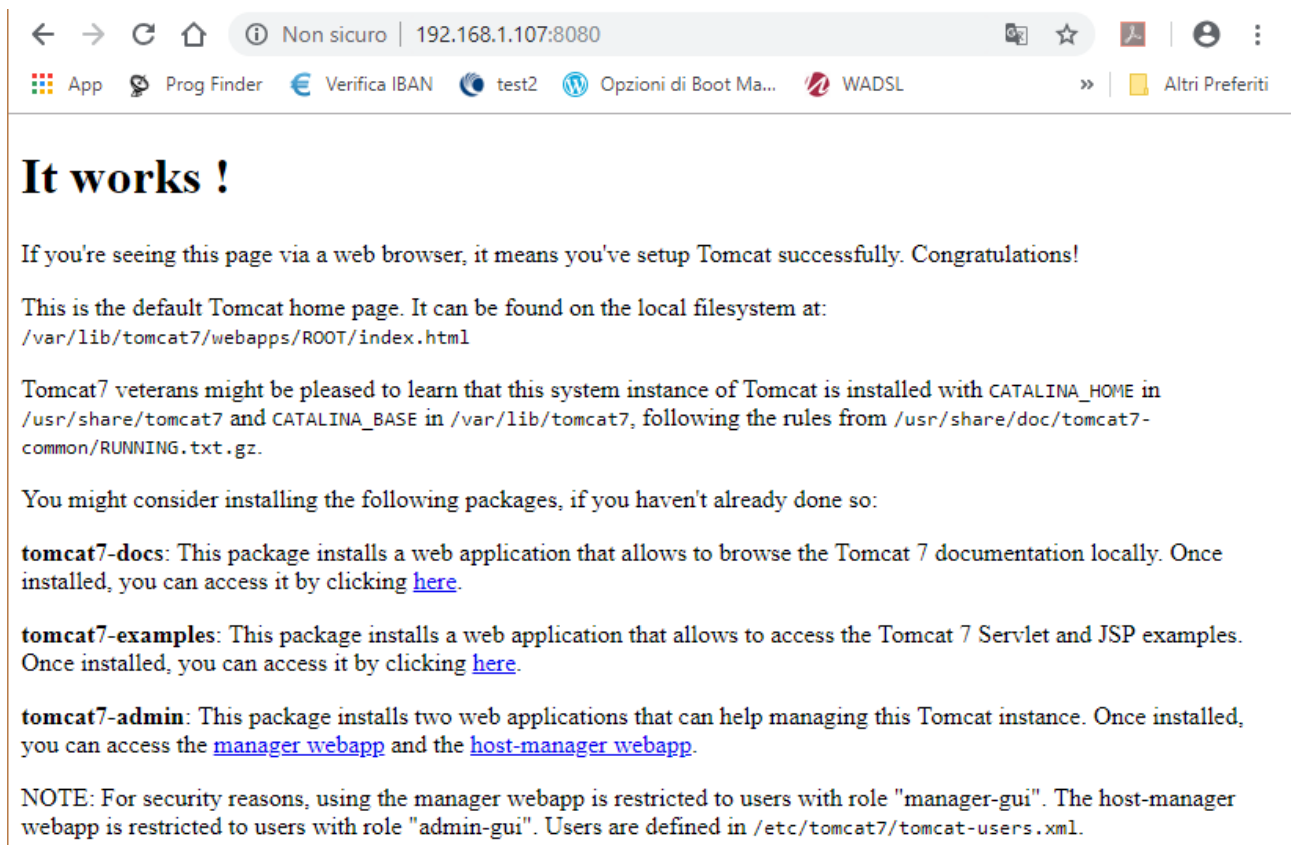 Non sicuro | 192.168.1.107:8080
App Prog Finder Verifica IBAN test2 Opzioni di Boot Ma... WADSL » Altri Preferiti
It works !
If you're seeing this page via a web browser, it means you've setup Tomcat successfully. Congratulations!
This is the default Tomcat home page. It can be found on the local filesystem at:
/var/lib/tomcat7/webapps/ROOT/index.html
Tomcat7 veterans might be pleased to learn that this system instance of Tomcat is installed with CATALINA_HOME in
/usr/share/tomcat7 and CATALINA_BASE in /var/lib/tomcat7, following the rules from /usr/share/doc/tomcat7-
common/RUNNING.txt.gz.
You might consider installing the following packages, if you haven't already done so:
tomcat7-docs: This package installs a web application that allows to browse the Tomcat 7 documentation locally. Once
installed, you can access it by clicking here.
tomcat7-examples: This package installs a web application that allows to access the Tomcat 7 Servlet and JSP examples.
Once installed, you can access it by clicking here.
tomcat7-admin: This package installs two web applications that can help managing this Tomcat instance. Once installed,
you can access the manager webapp and the host-manager webapp.
NOTE: For security reasons, using the manager webapp is restricted to users with role "manager-gui". The host-manager
webapp is restricted to users with role "admin-gui". Users are defined in /etc/tomcat7/tomcat-users.xml.